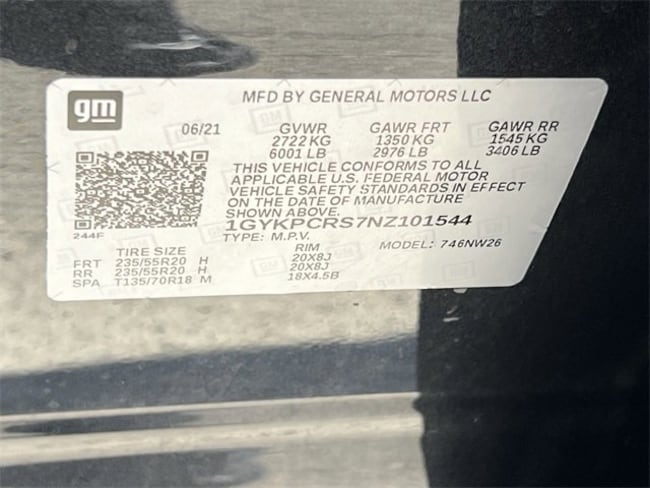 gm
MFD BY GENERAL MOTORS LLC
06/21 GVWR GAWR FRT GAWR RR
2722 KG 1350 KG 1545 KG
6001 LB 2976 LB 3406 LB
THIS VEHICLE CONFORMS TO ALL
APPLICABLE U.S. FEDERAL MOTOR
VEHICLE SAFETY STANDARDS IN EFFECT
ON THE DATE OF MANUFACTURE
SHOWN ABOVE.
1GYKPCRS7NZ101544
244F
TYPE: M.P.V. MODEL: 746NW26
TIRE SIZE RIM
FRT 235/55R20 H 20X8J
RR 235/55R20 H 20X8J
SPA T135/70R18 M 18X4.5B